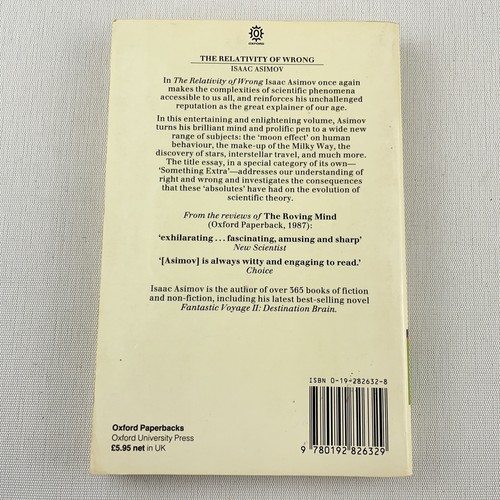 OXFORD
THE RELATIVITY OF WRONG
ISAAC ASIMOV
In The Relativity of Wrong Isaac Asimov once again
makes the complexities of scientific phenomena
accessible to us all, and reinforces his unchallenged
reputation as the great explainer of our age.
In this entertaining and enlightening volume, Asimov
turns his brilliant mind and prolific pen to a wide new
range of subjects: the 'moon effect' on human
behaviour, the make-up of the Milky Way, the
discovery of stars, interstellar travel, and much more.
The title essay, in a special category of its own—
'Something Extra'—addresses our understanding of
right and wrong and investigates the consequences
that these 'absolutes' have had on the evolution of
scientific theory.
From the reviews of The Roving Mind
(Oxford Paperback, 1987):
'exhilarating . . . fascinating, amusing and sharp'
New Scientist
'[Asimov] is always witty and engaging to read.'
Choice
Isaac Asimov is the author of over 365 books of fiction
and non-fiction, including his latest best-selling novel
Fantastic Voyage II: Destination Brain.
ISBN 0-19-282632-8
9 780192 826329
Oxford Paperbacks
Oxford University Press
£5.95 net in UK